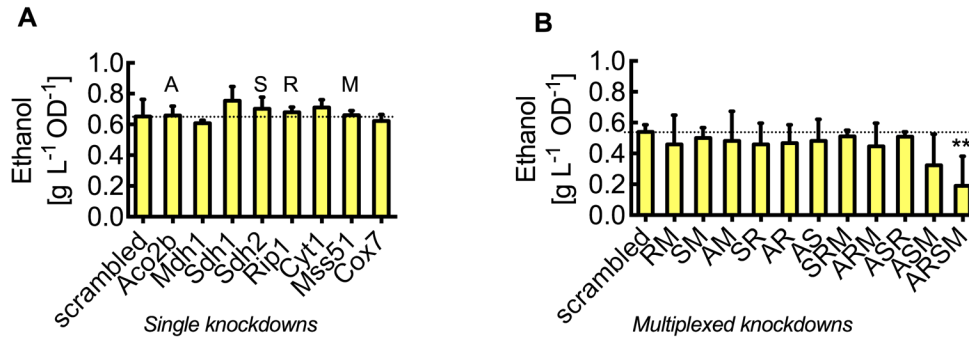 A
Ethanol
[g L⁻¹ OD⁻¹]
1.0
0.8
0.6
0.4
0.2
0.0
A
S
R
M
scrambled
Aco2b
Mdh1
Sdh1
Sdh2
Rip1
Cyt1
Mss51
Cox7
Single knockdowns
B
Ethanol
[g L⁻¹ OD⁻¹]
1.0
0.8
0.6
0.4
0.2
0.0
**
scrambled
RM
SM
AM
SR
AR
AS
SRM
ARM
ASR
ASM
ARSM
Multiplexed knockdowns